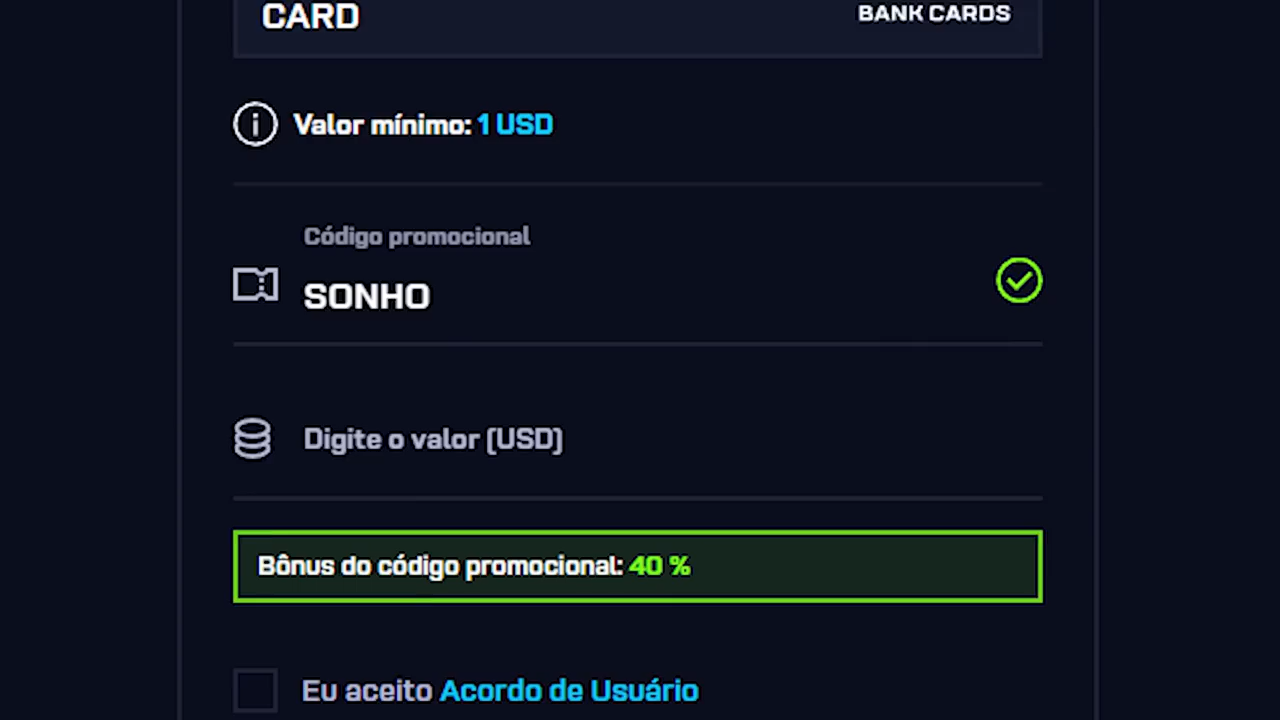 CARD
BANK CARDS
Valor mínimo: 1 USD
Código promocional
SONHO
Digite o valor (USD)
Bônus do código promocional: 40 %
Eu aceito Acordo de Usuário